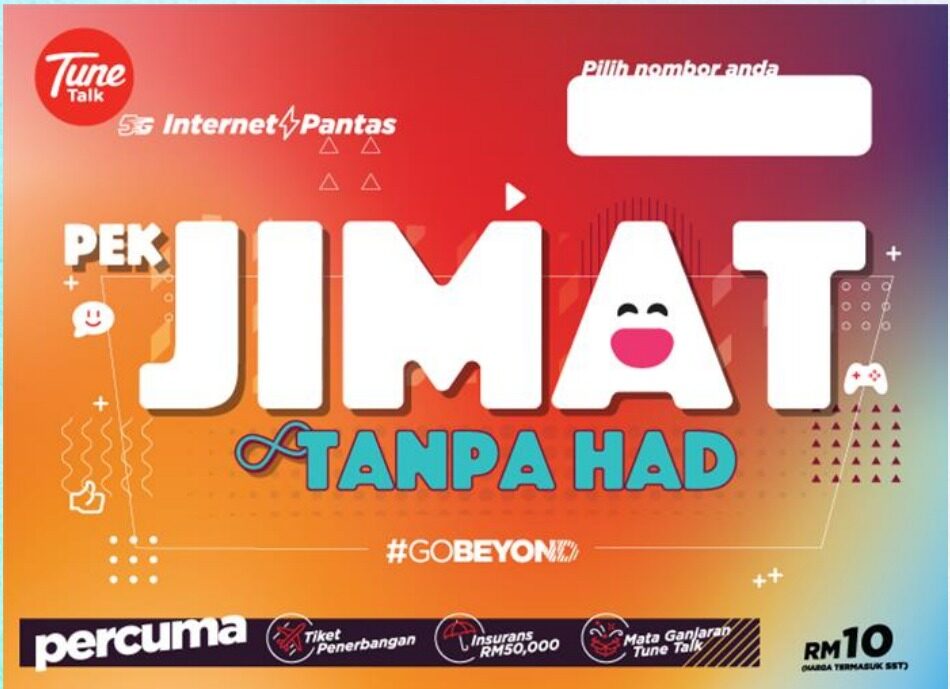 Tune
Talk
5G Internet Pantas
Pilih nombor anda
PEK JIMAT
TANPA HAD
#GOBEYOND
percuma
Tiket
Penerbangan
Insurans
RM50,000
Mata Ganjaran
Tune Talk
RM10
(HARGA TERMASUK SST)